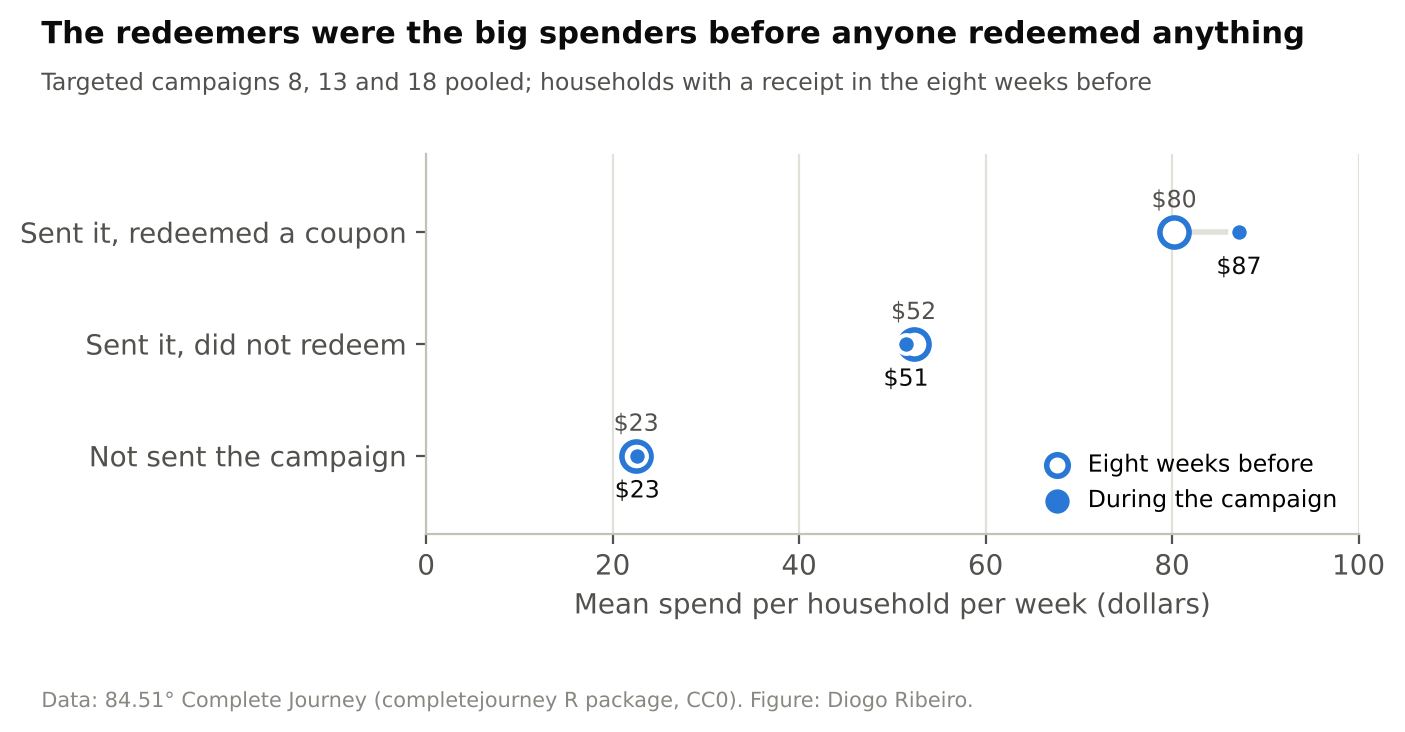 The redeemers were the big spenders before anyone redeemed anything
Targeted campaigns 8, 13 and 18 pooled; households with a receipt in the eight weeks before
$80
Sent it, redeemed a coupon
$87
$52
Sent it, did not redeem
$51
$23
Not sent the campaign
$23
Eight weeks before
During the campaign
0 20 40 60 80 100
Mean spend per household per week (dollars)
Data: 84.51° Complete Journey (completejourney R package, CC0). Figure: Diogo Ribeiro.